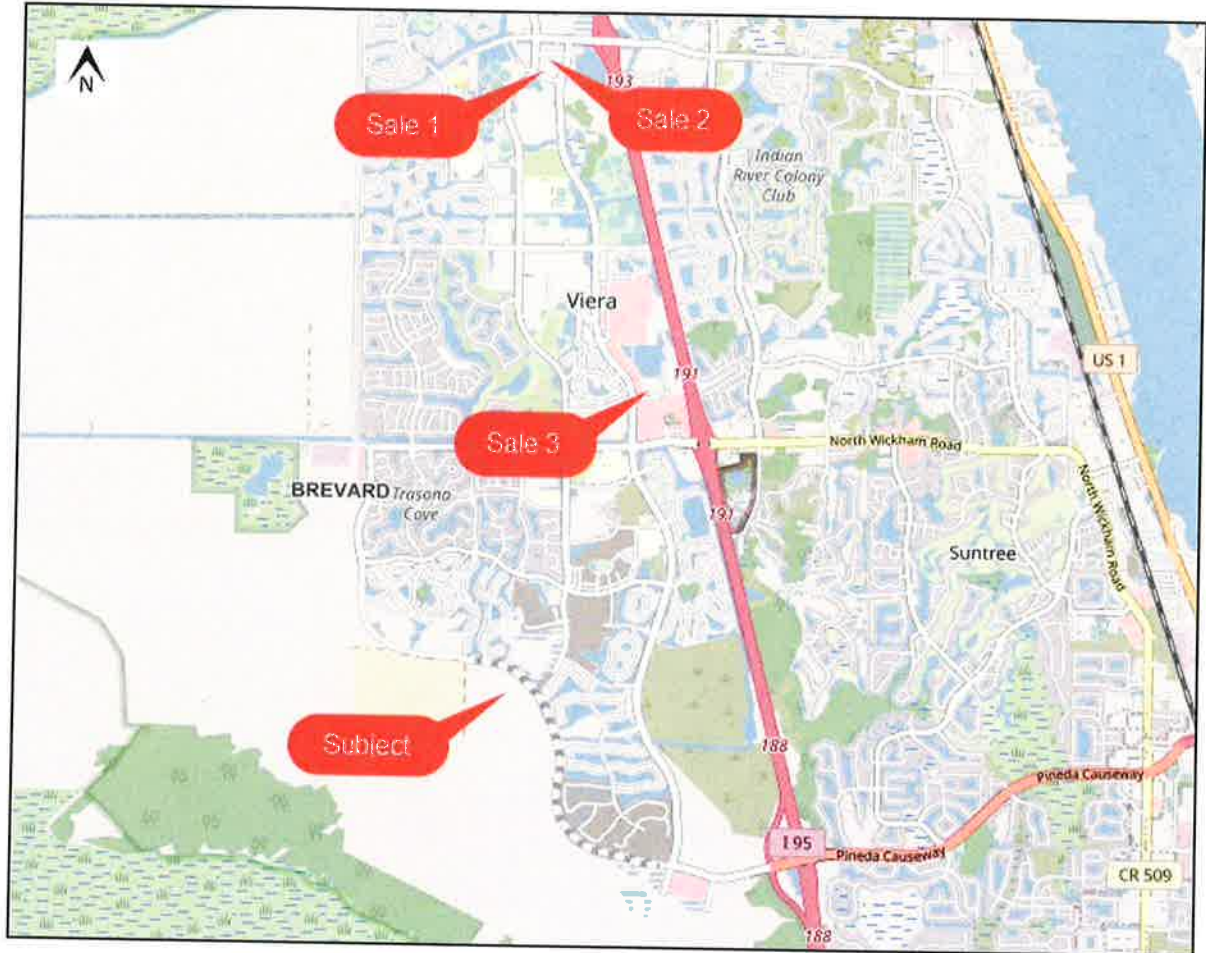 N
193
Sale 1
Sale 2
Indian
River Colony
Club
Viera
US 1
191
Sale 3
North Wickham Road
BREVARD
Trasona
Cove
North Wickham Road
191
Suntree
Subject
188
Pineda Causeway
I 95
Pineda Causeway
CR 509
188